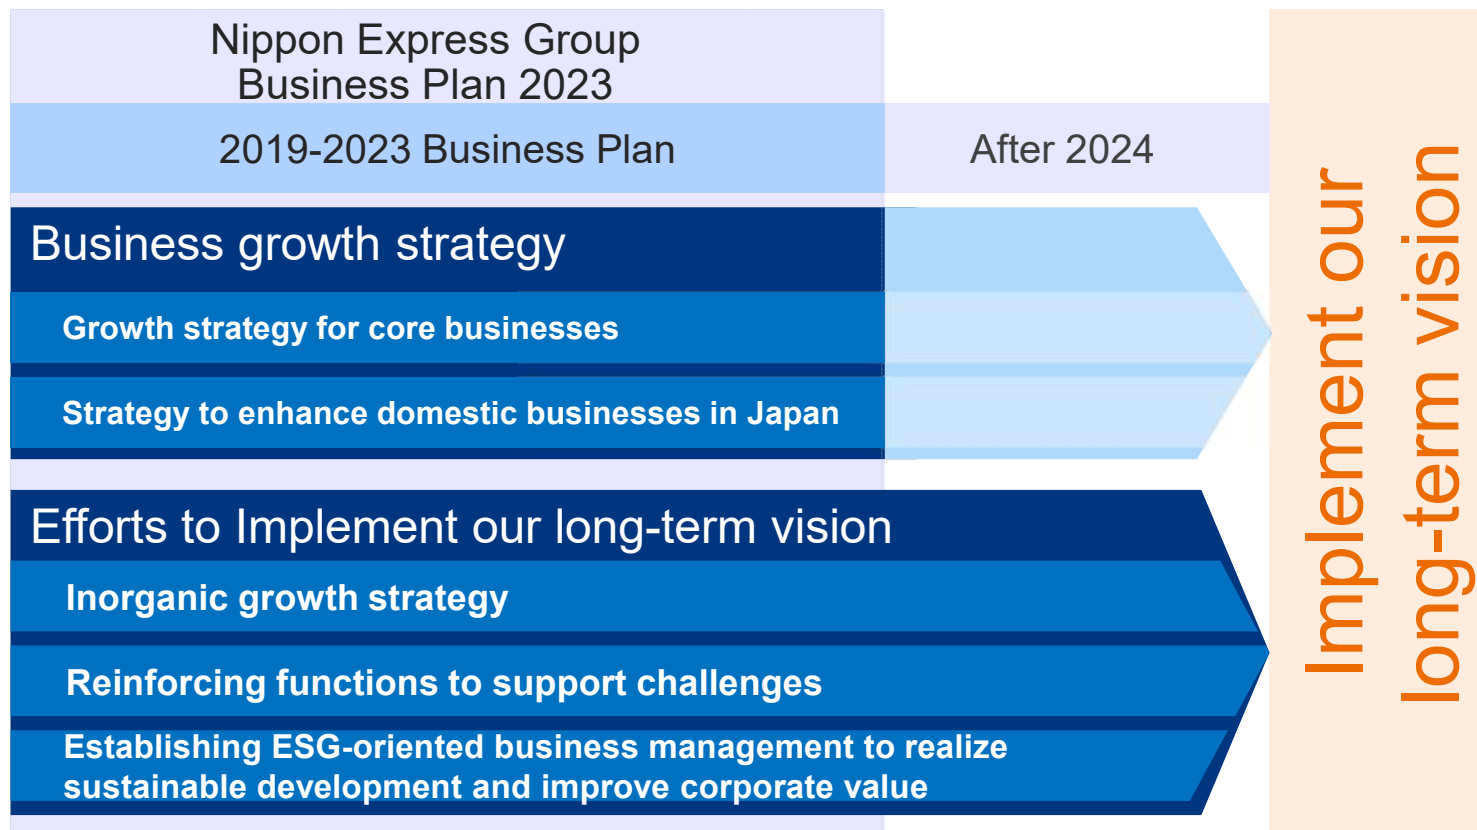 Nippon Express Group
Business Plan 2023
2019-2023 Business Plan
After 2024
Business growth strategy
Growth strategy for core businesses
Strategy to enhance domestic businesses in Japan
Efforts to Implement our long-term vision
Inorganic growth strategy
Reinforcing functions to support challenges
Establishing ESG-oriented business management to realize
sustainable development and improve corporate value
Implement our
long-term vision